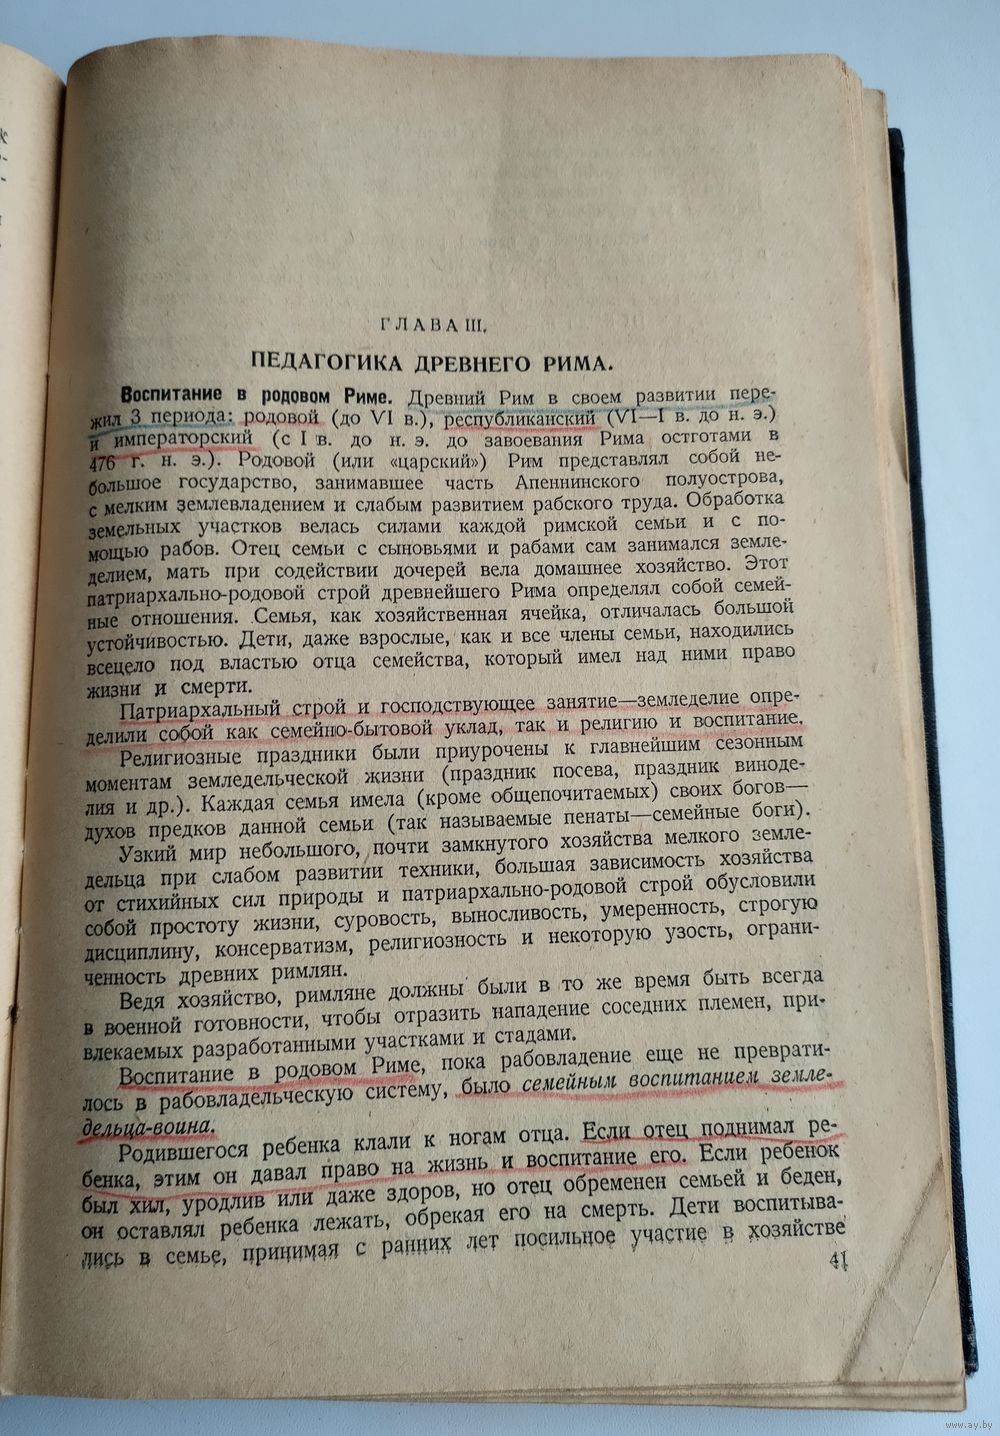 ГЛАВА III.
ПЕДАГОГИКА ДРЕВНЕГО РИМА.
Воспитание в родовом Риме. Древний Рим в своем развитии пере-
жил 3 периода: родовой (до VI в.), республиканский (VI—I в. до н. э.)
и императорский (с I в. до н. э. до завоевания Рима остготами в
476 г. н. э.). Родовой (или «царский») Рим представлял собой не-
большое государство, занимавшее часть Апеннинского полуострова,
с мелким землевладением и слабым развитием рабского труда. Обработка
земельных участков велась силами каждой римской семьи и с по-
мощью рабов. Отец семьи с сыновьями и рабами сам занимался земле-
делием, мать при содействии дочерей вела домашнее хозяйство. Этот
патриархально-родовой строй древнейшего Рима определял собой семей-
ные отношения. Семья, как хозяйственная ячейка, отличалась большой
устойчивостью. Дети, даже взрослые, как и все члены семьи, находились
всецело под властью отца семейства, который имел над ними право
жизни и смерти.
Патриархальный строй и господствующее занятие—земледелие опре-
делили собой как семейно-бытовой уклад, так и религию и воспитание.
Религиозные праздники были приурочены к главнейшим сезонным
моментам земледельческой жизни (праздник посева, праздник виноде-
лия и др.). Каждая семья имела (кроме общепочитаемых) своих богов—
духов предков данной семьи (так называемые пенаты—семейные боги).
Узкий мир небольшого, почти замкнутого хозяйства мелкого земле-
дельца при слабом развитии техники, большая зависимость хозяйства
от стихийных сил природы и патриархально-родовой строй обусловили
собой простоту жизни, суровость, выносливость, умеренность, строгую
дисциплину, консерватизм, религиозность и некоторую узость, ограни-
ченность древних римлян.
Ведя хозяйство, римляне должны были в то же время быть всегда
в военной готовности, чтобы отразить нападение соседних племен, при-
влекаемых разработанными участками и стадами.
Воспитание в родовом Риме, пока рабовладение еще не преврати-
лось в рабовладельческую систему, было семейным воспитанием земле-
дельца-воина.
Родившегося ребенка клали к ногам отца. Если отец поднимал ре-
бенка, этим он давал право на жизнь и воспитание его. Если ребенок
был хил, уродлив или даже здоров, но отец обременен семьей и беден,
он оставлял ребенка лежать, обрекая его на смерть. Дети воспитыва-
лись в семье, принимая с ранних лет посильное участие в хозяйстве
41
www.ay.by